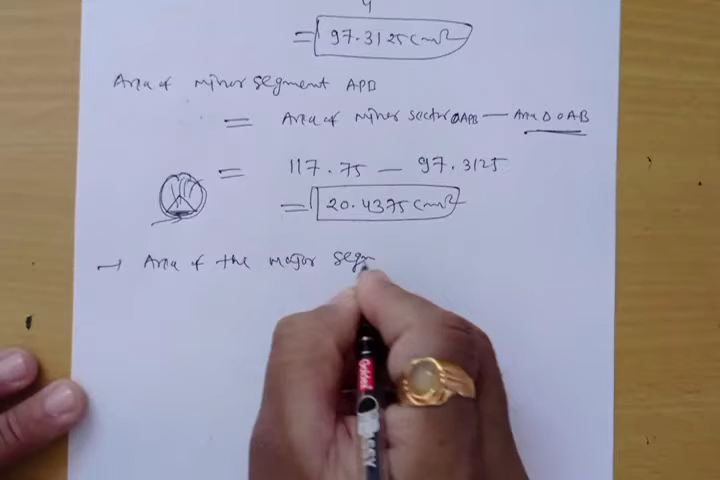 4
= 97.3125 cm²
Area of minor segment APB
= Area of minor sector OAPB — Area Δ OAB
= 117.75 — 97.3125
= 20.4375 cm²
→ Area of the major segm